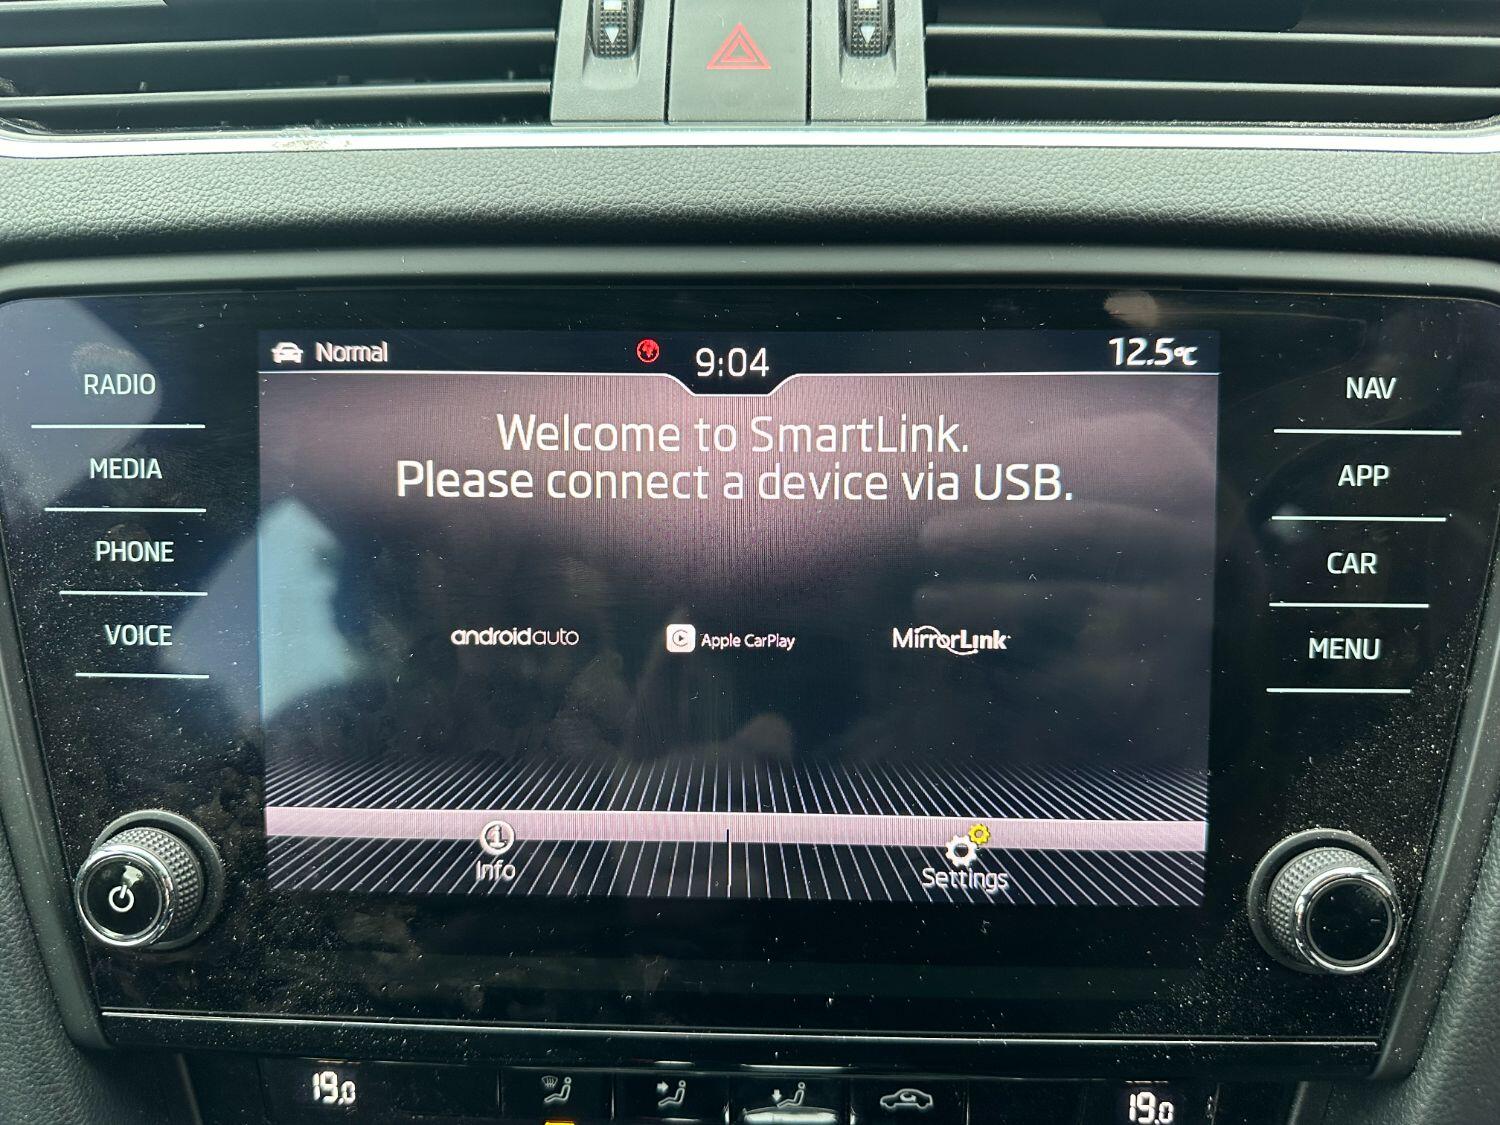 Normal
9:04
12.5°C
RADIO
MEDIA
PHONE
VOICE
NAV
APP
CAR
MENU
Welcome to SmartLink.
Please connect a device via USB.
androidauto
Apple CarPlay
MirrorLink
Info
Settings
19.0
19.0